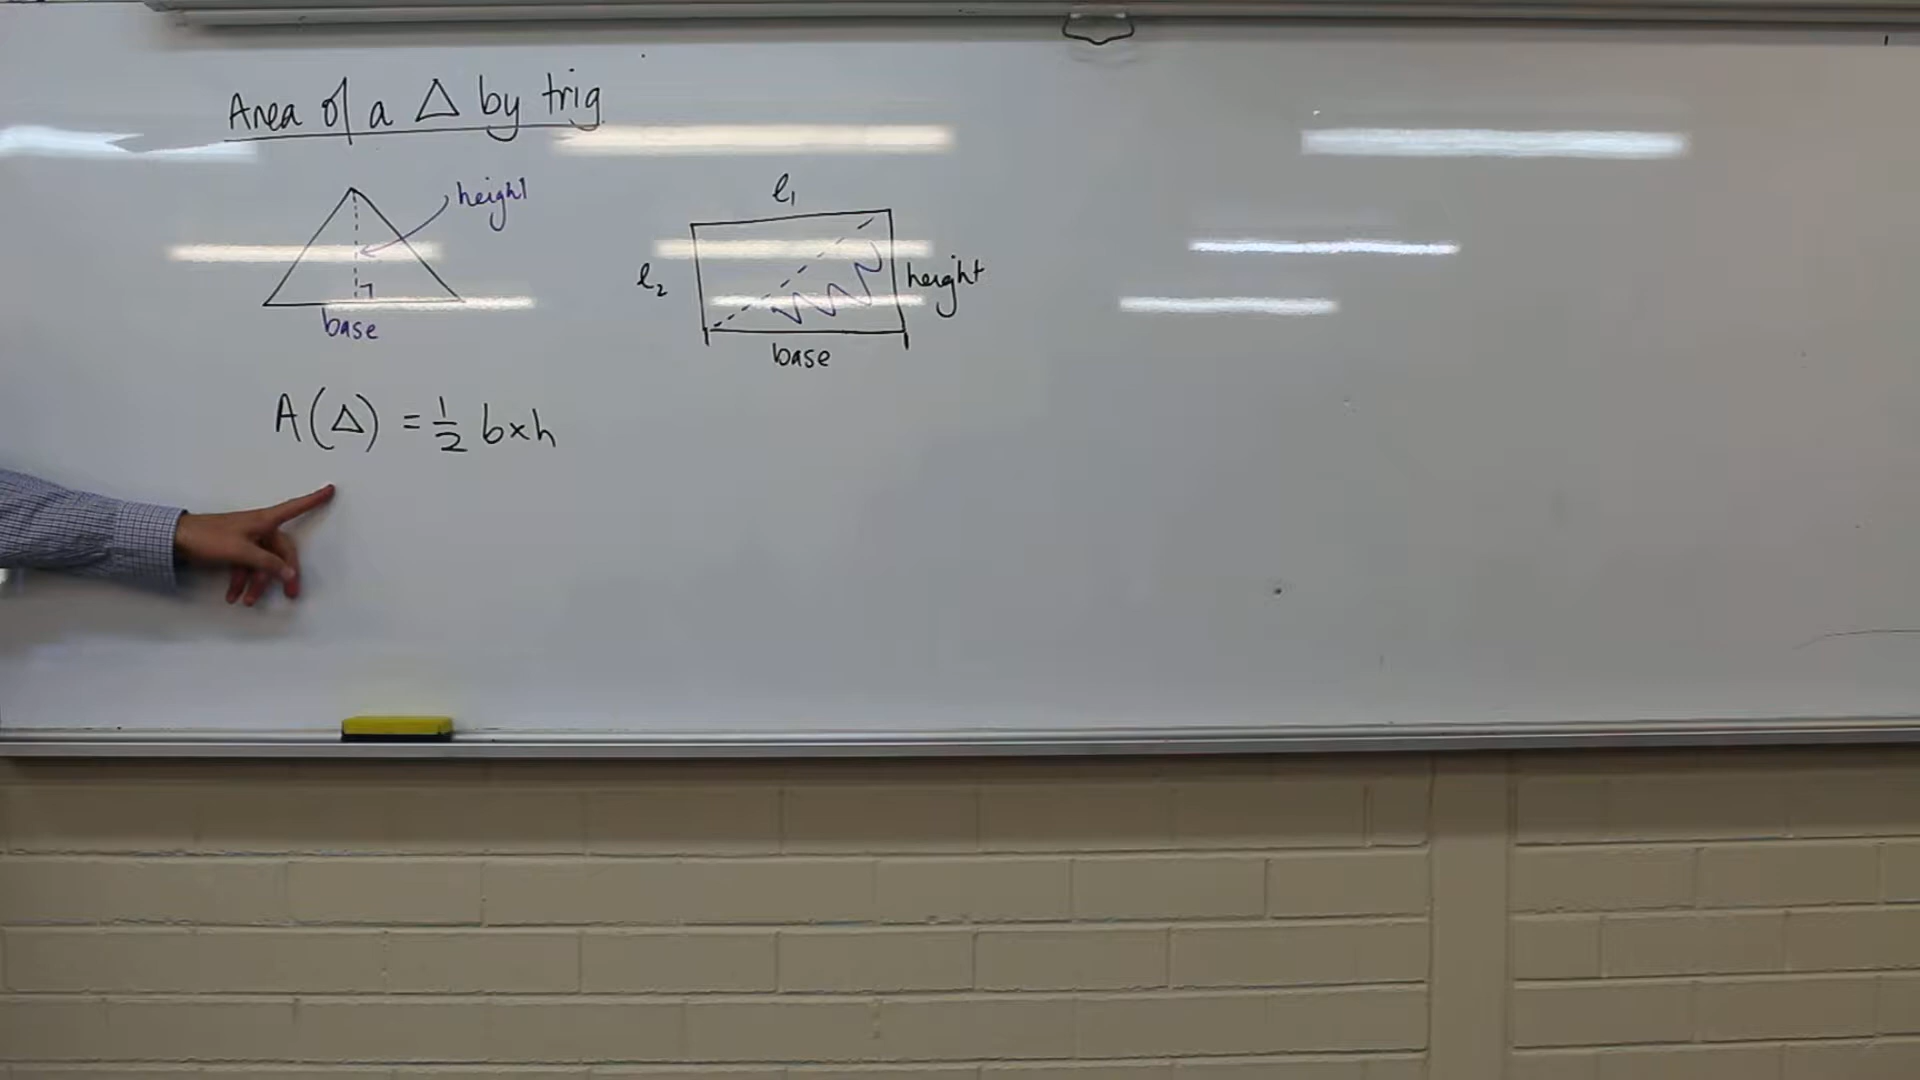 Area of a Δ by trig
height
base
l₁
l₂
height
base
A(Δ) = 1/2 b×h